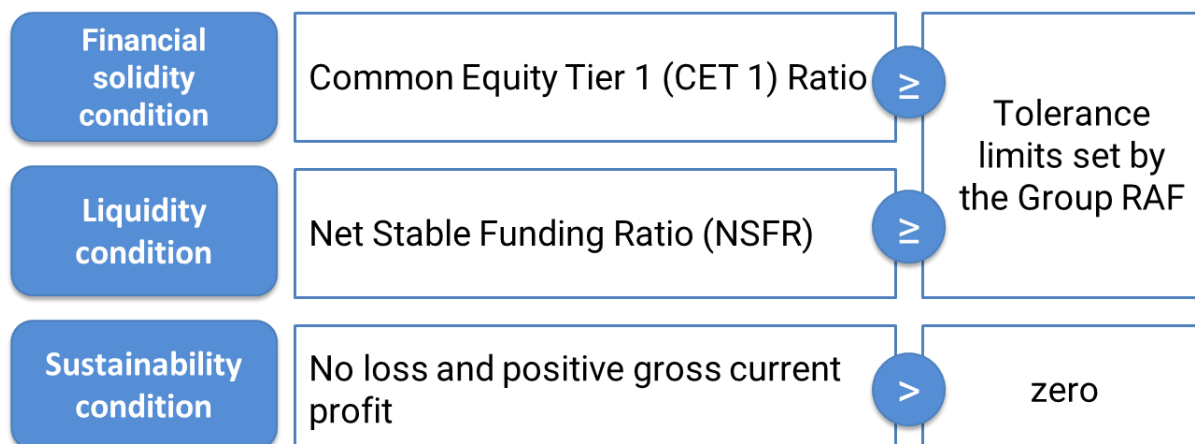 Financial
solidity
condition
Common Equity Tier 1 (CET 1) Ratio
≥
Tolerance
limits set by
the Group RAF
Liquidity
condition
Net Stable Funding Ratio (NSFR)
≥
Sustainability
condition
No loss and positive gross current
profit
>
zero